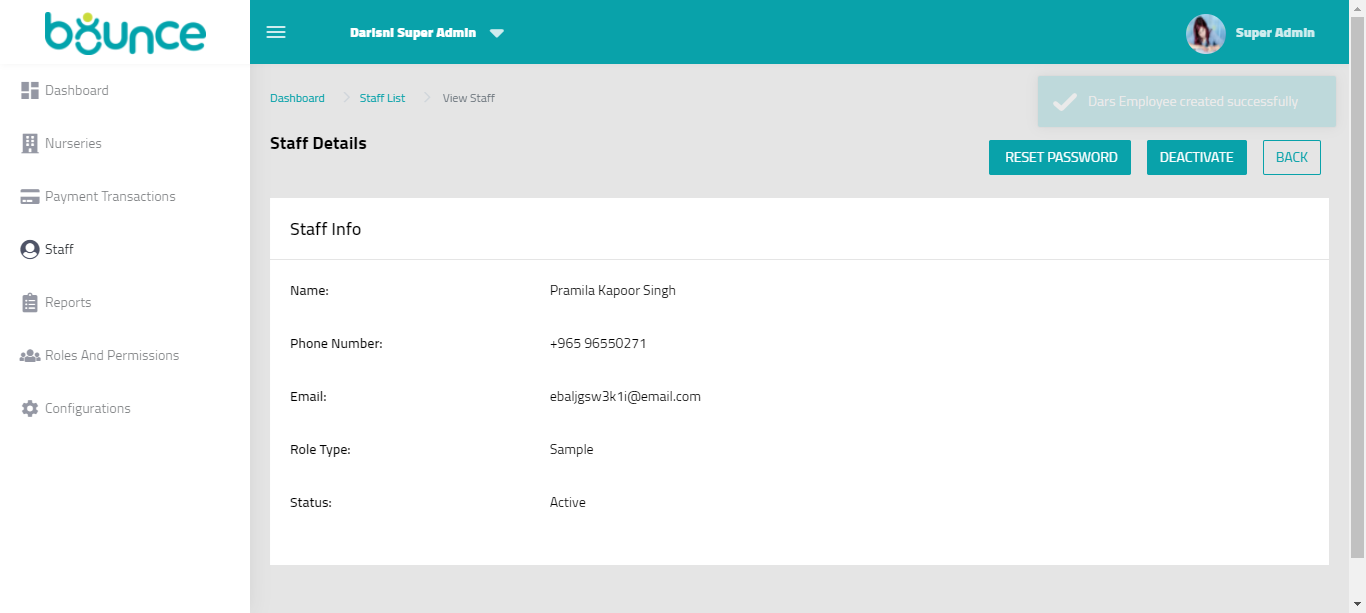 bounce
Darisni Super Admin
Super Admin
Dashboard
Nurseries
Payment Transactions
Staff
Reports
Roles And Permissions
Configurations
Dashboard Staff List View Staff
Dars Employee created successfully
Staff Details
RESET PASSWORD DEACTIVATE BACK
Staff Info
Name: Pramila Kapoor Singh
Phone Number: +965 96550271
Email: ebaljgsw3k1i@email.com
Role Type: Sample
Status: Active